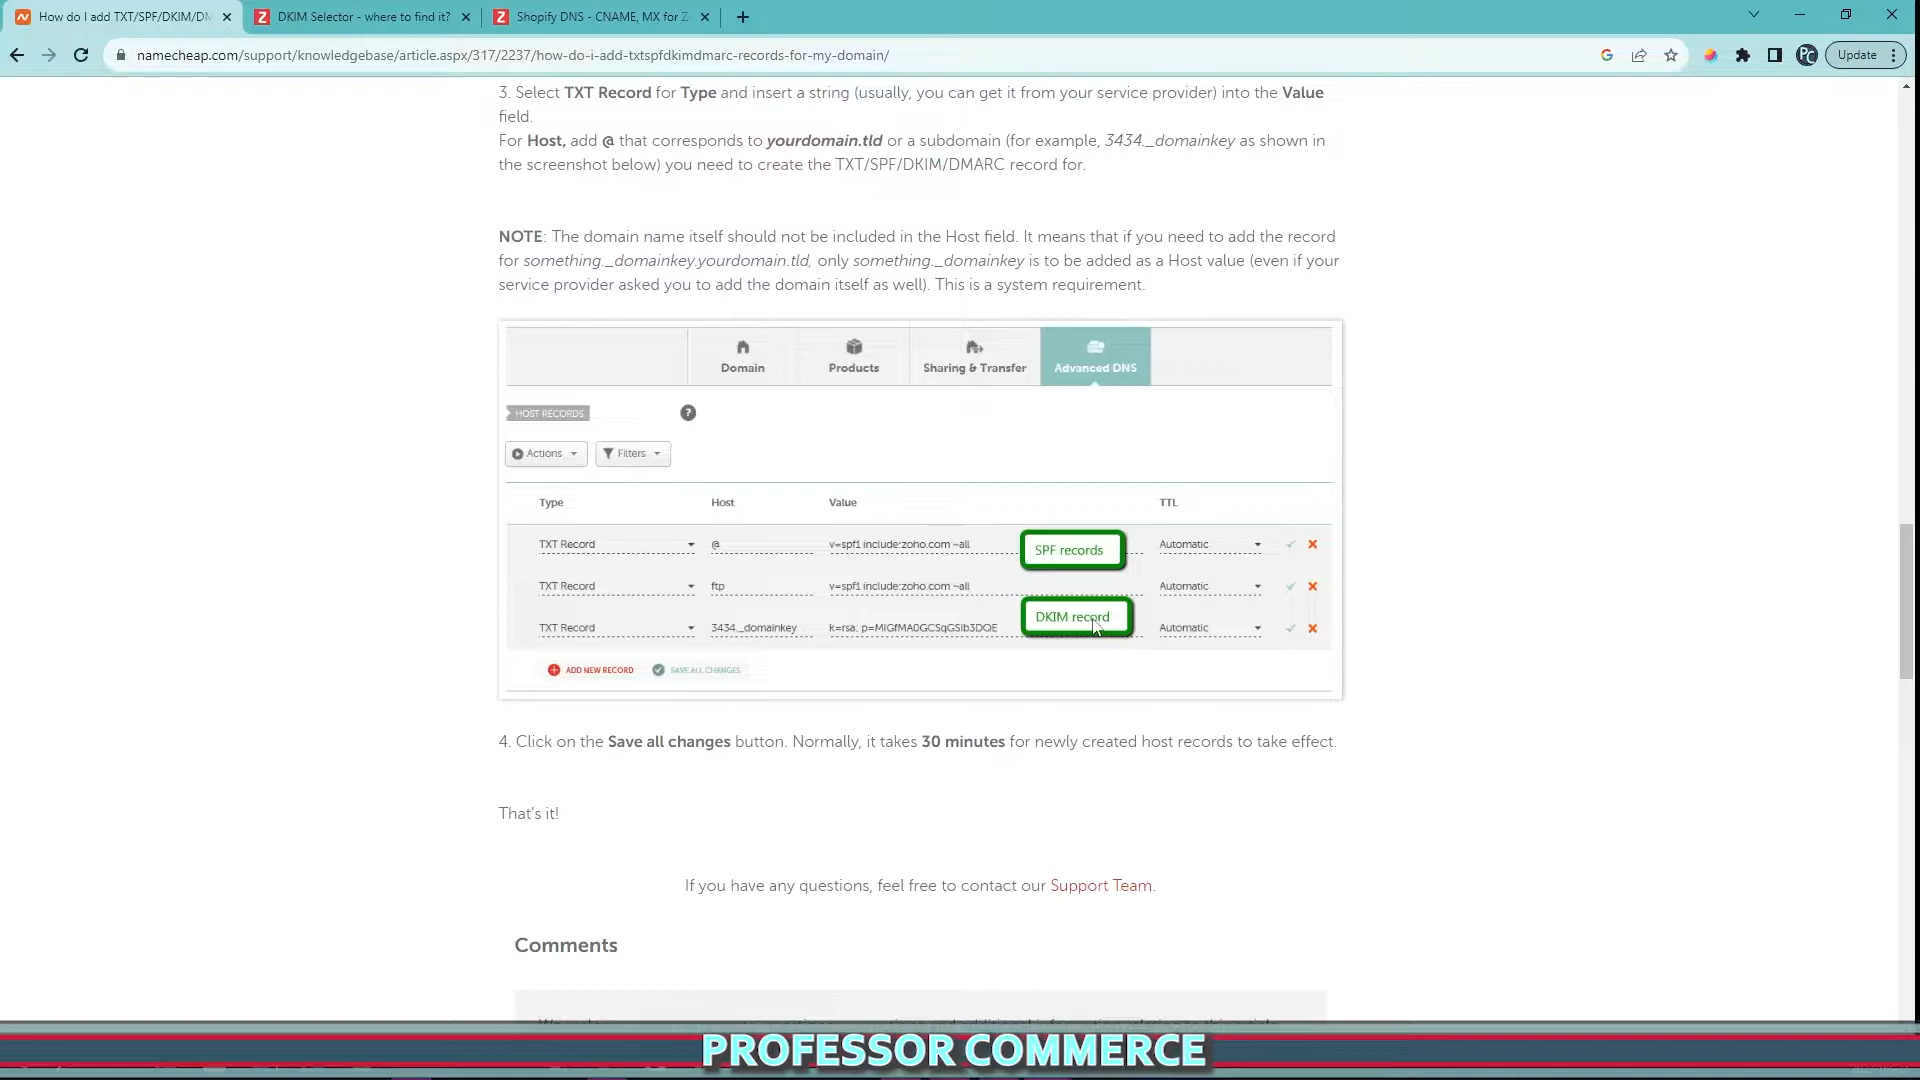 How do I add TXT/SPF/DKIM/DM
DKIM Selector - where to find it?
Shopify DNS - CNAME, MX for Z
namecheap.com/support/knowledgebase/article.aspx/317/2237/how-do-i-add-txtspfdkimdmarc-records-for-my-domain/
Update
3. Select TXT Record for Type and insert a string (usually, you can get it from your service provider) into the Value
field.
For Host, add @ that corresponds to yourdomain.tld or a subdomain (for example, 3434._domainkey as shown in
the screenshot below) you need to create the TXT/SPF/DKIM/DMARC record for.
NOTE: The domain name itself should not be included in the Host field. It means that if you need to add the record
for something._domainkey.yourdomain.tld, only something._domainkey is to be added as a Host value (even if your
service provider asked you to add the domain itself as well). This is a system requirement.
Domain Products Sharing & Transfer Advanced DNS
HOST RECORDS ?
Actions Filters
Type Host Value TTL
TXT Record @ v=spf1 include:zoho.com ~all SPF records Automatic
TXT Record ftp v=spf1 include:zoho.com ~all Automatic
TXT Record 3434._domainkey k=rsa; p=MIGfMA0GCSqGSIb3DQE DKIM record Automatic
ADD NEW RECORD SAVE ALL CHANGES
4. Click on the Save all changes button. Normally, it takes 30 minutes for newly created host records to take effect.
That's it!
If you have any questions, feel free to contact our Support Team.
Comments
PROFESSOR COMMERCE